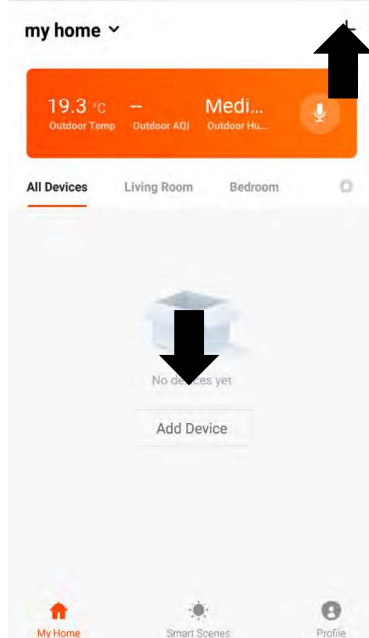 my home
19.3 °C -- Medi...
Outdoor Temp Outdoor AQI Outdoor Hu...
All Devices Living Room Bedroom
No devices yet
Add Device
My Home Smart Scenes Profile